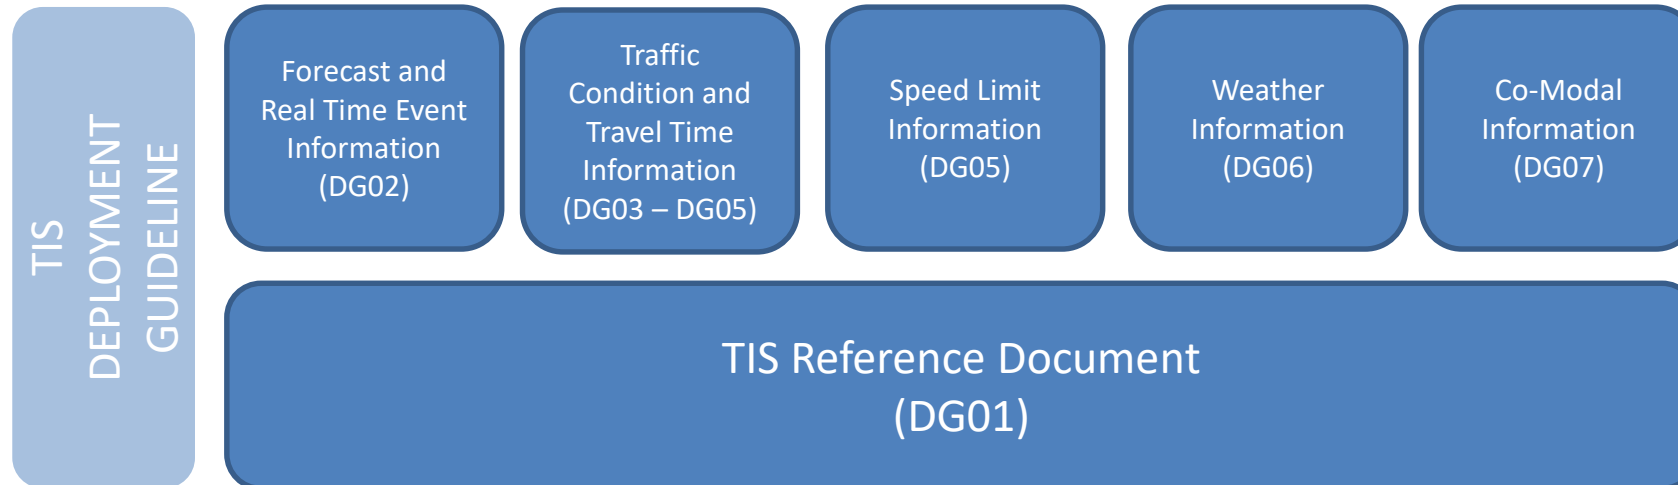 TIS
DEPLOYMENT
GUIDELINE
Forecast and
Real Time Event
Information
(DG02)
Traffic
Condition and
Travel Time
Information
(DG03 – DG05)
Speed Limit
Information
(DG05)
Weather
Information
(DG06)
Co-Modal
Information
(DG07)
TIS Reference Document
(DG01)